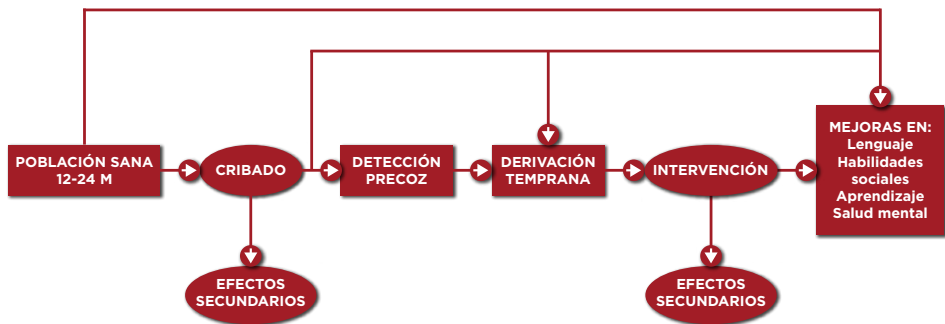 POBLACIÓN SANA
12-24 M
CRIBADO
DETECCIÓN
PRECOZ
DERIVACIÓN
TEMPRANA
INTERVENCIÓN
MEJORAS EN:
Lenguaje
Habilidades
sociales
Aprendizaje
Salud mental
EFECTOS
SECUNDARIOS
EFECTOS
SECUNDARIOS